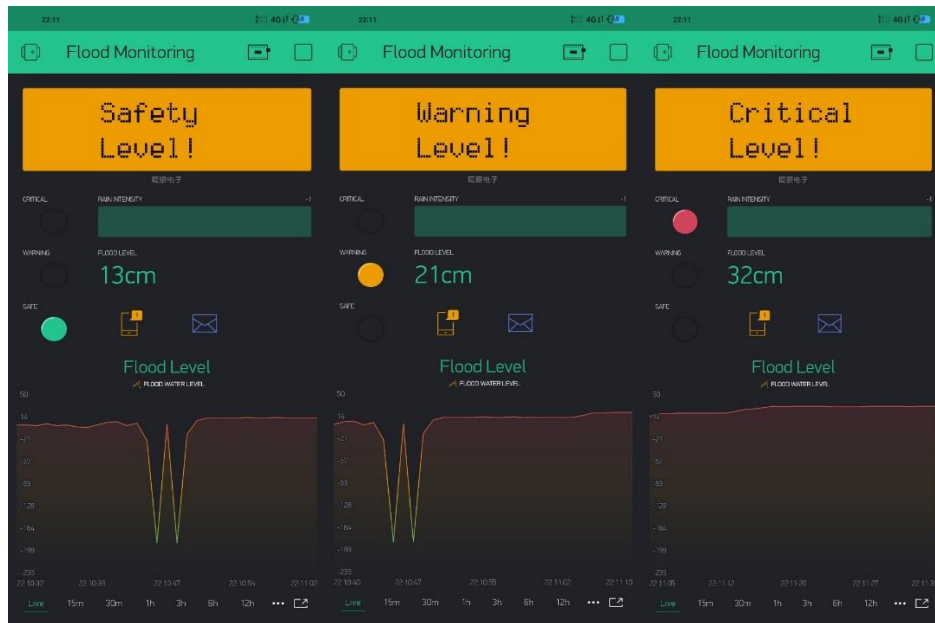 22:11
4G
Flood Monitoring
Safety
Level!
CRITICAL
RAIN INTENSITY
-1
WARNING
FLOOD LEVEL
13cm
SAFE
Flood Level
FLOOD WATER LEVEL
50
14
-21
-57
-93
-128
-164
-199
-235
22:10:32
22:10:39
22:10:47
22:10:54
22:11:02
Live
15m
30m
1h
3h
6h
12h
22:11
4G
Flood Monitoring
Warning
Level!
CRITICAL
RAIN INTENSITY
-1
WARNING
FLOOD LEVEL
21cm
SAFE
Flood Level
FLOOD WATER LEVEL
50
14
-21
-57
-93
-128
-164
-199
-235
22:10:40
22:10:47
22:10:55
22:11:02
22:11:10
Live
15m
30m
1h
3h
6h
12h
22:11
4G
Flood Monitoring
Critical
Level!
CRITICAL
RAIN INTENSITY
-1
WARNING
FLOOD LEVEL
32cm
SAFE
Flood Level
FLOOD WATER LEVEL
50
14
-21
-57
-93
-128
-164
-199
-235
22:11:05
22:11:12
22:11:20
22:11:27
Live
15m
30m
1h
3h
6h
12h